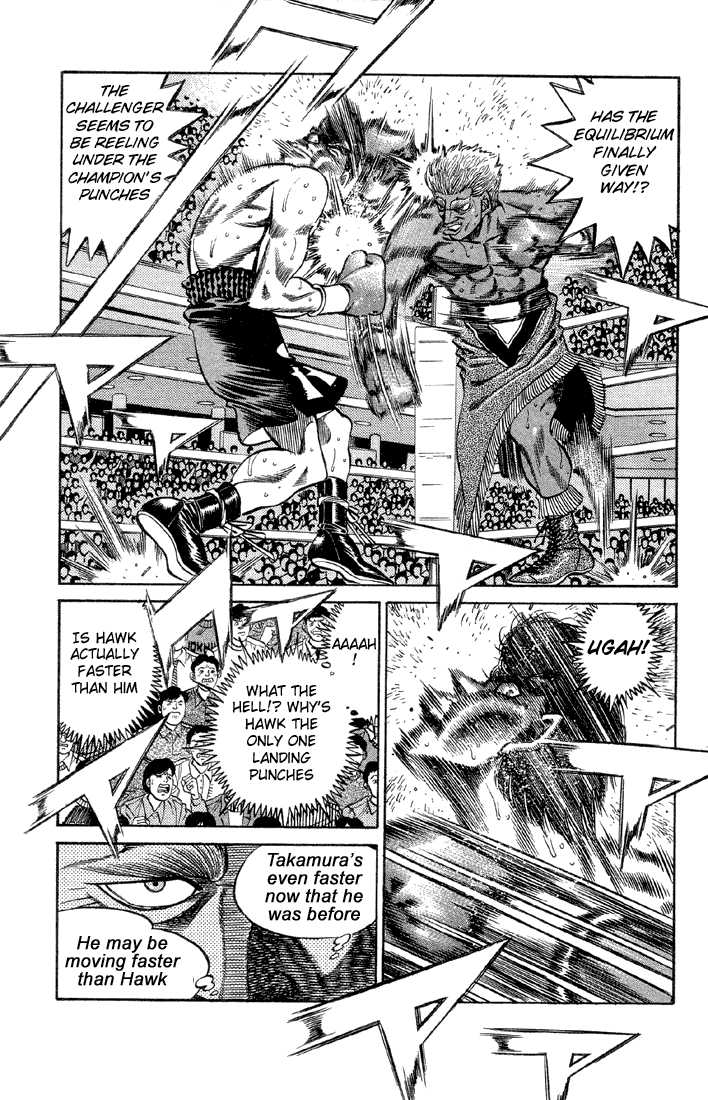 HAS THE
EQUILIBRIUM
FINALLY
GIVEN
WAY!?
THE
CHALLENGER
SEEMS TO
BE REELING
UNDER THE
CHAMPION'S
PUNCHES
UGAH!
AAAAH
!
WHAT THE
HELL!? WHY'S
HAWK THE
ONLY ONE
LANDING
PUNCHES
IS HAWK
ACTUALLY
FASTER
THAN HIM
Takamura's
even faster
now that he
was before
He may be
moving faster
than Hawk